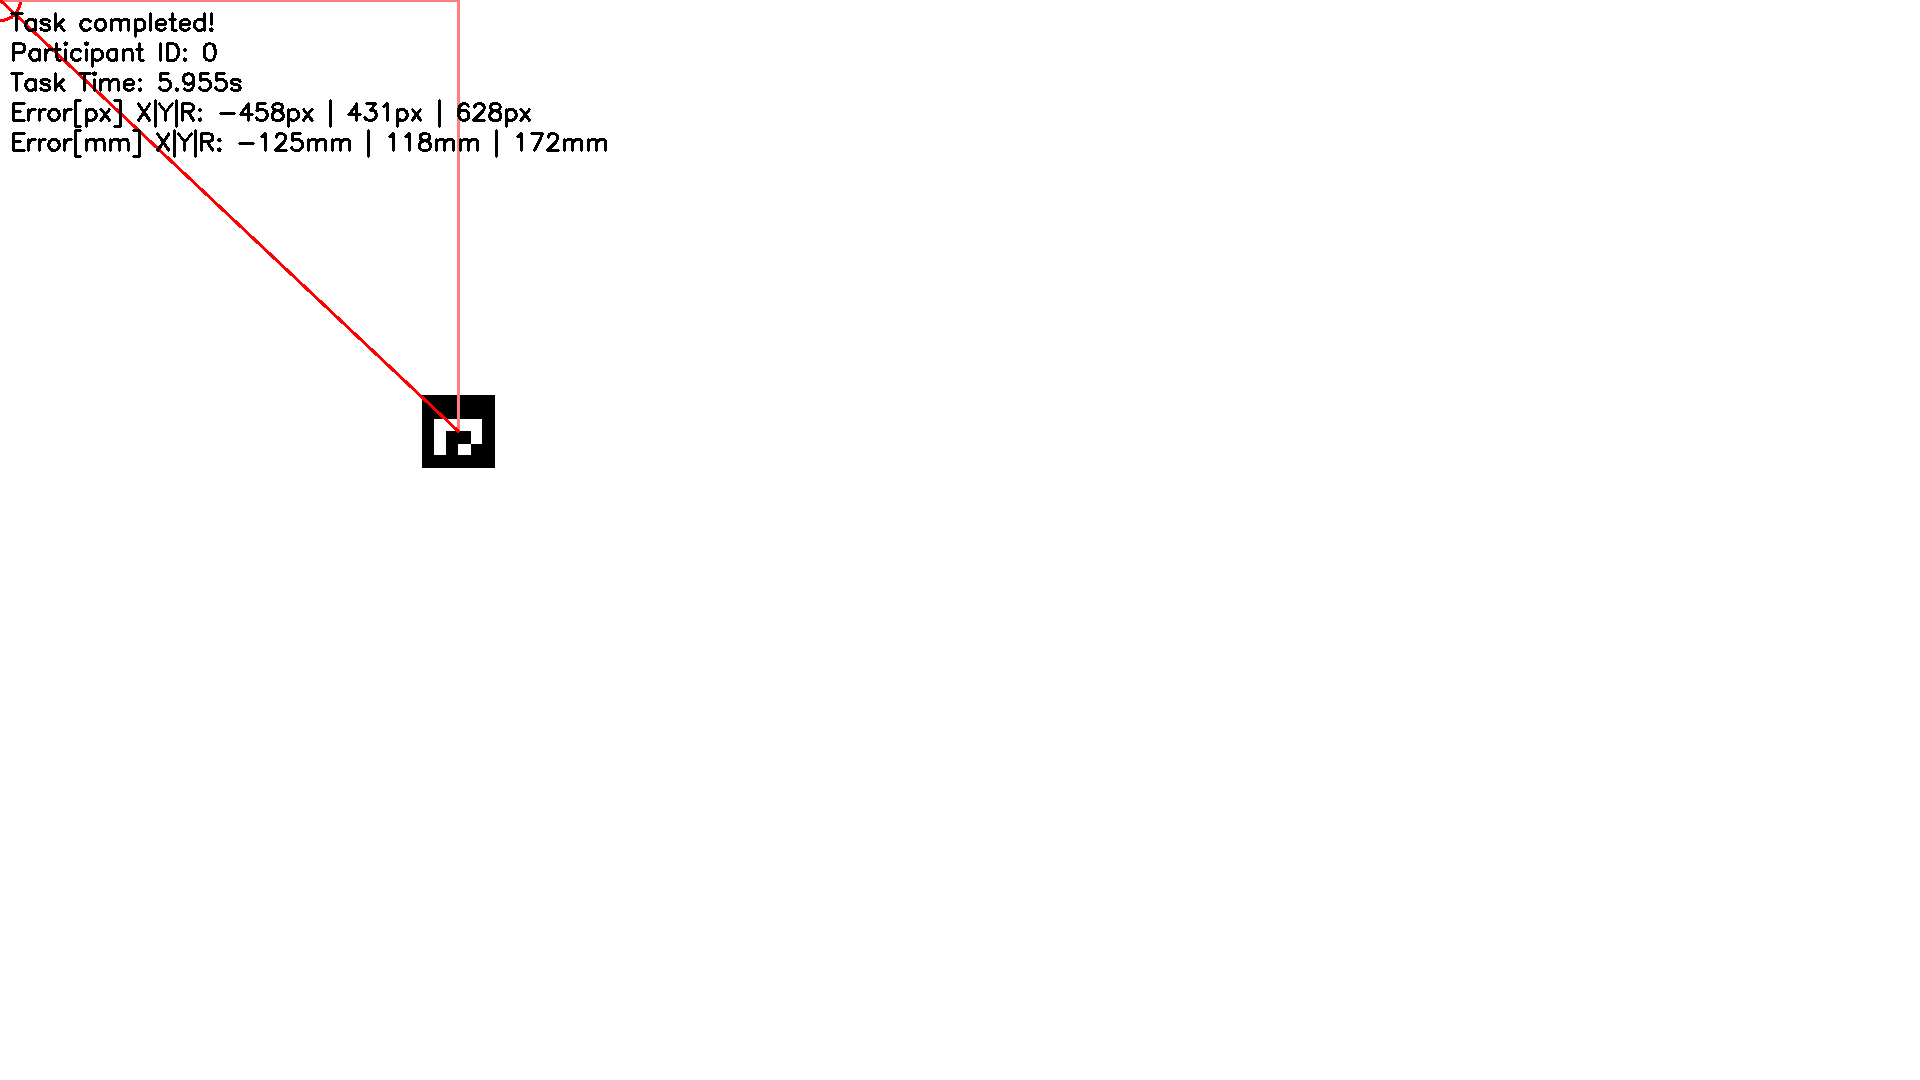 Task completed!
Participant ID: 0
Task Time: 5.955s
Error[px] X|Y|R: -458px | 431px | 628px
Error[mm] X|Y|R: -125mm | 118mm | 172mm